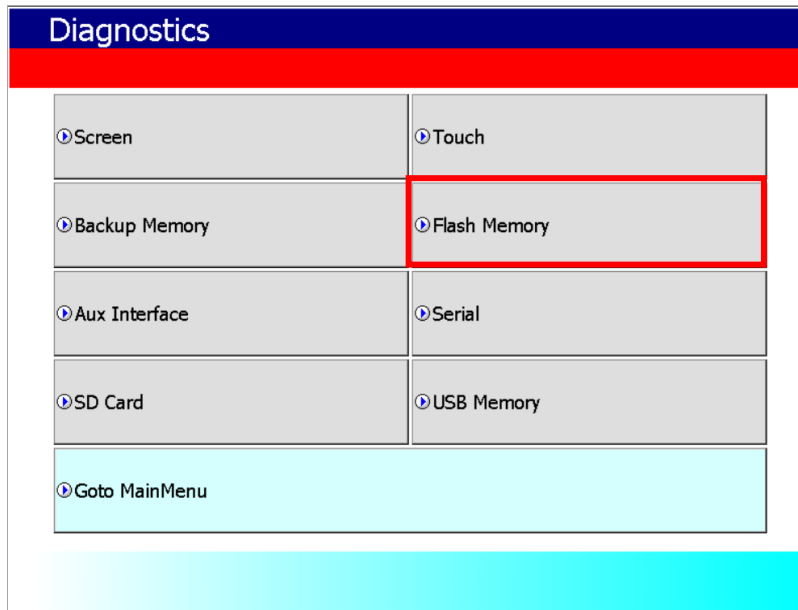 Diagnostics
Screen
Touch
Backup Memory
Flash Memory
Aux Interface
Serial
SD Card
USB Memory
Goto MainMenu